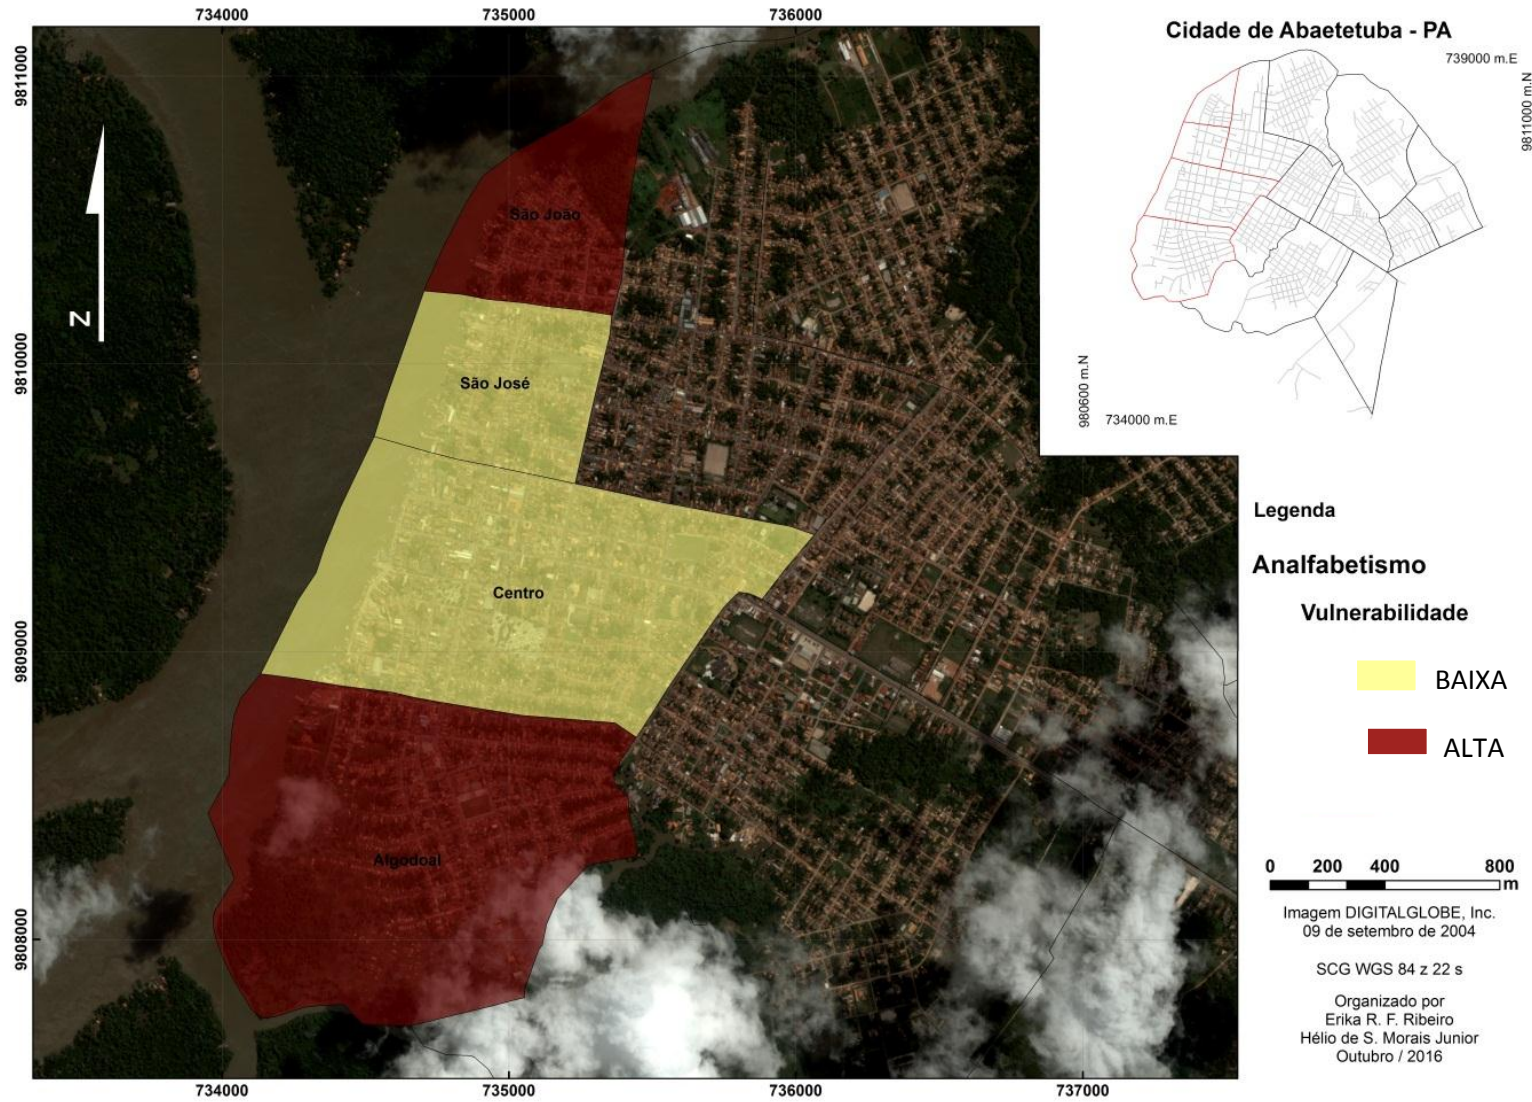 734000
735000
736000
9811000
9810000
9809000
9808000
N
São João
São José
Centro
Algodoal
734000
735000
736000
737000
Cidade de Abaetetuba - PA
739000 m.E
9811000 m.N
980600 m.N
734000 m.E
Legenda
Analfabetismo
Vulnerabilidade
BAIXA
ALTA
0 200 400 800
m
Imagem DIGITALGLOBE, Inc.
09 de setembro de 2004
SCG WGS 84 z 22 s
Organizado por
Erika R. F. Ribeiro
Hélio de S. Morais Junior
Outubro / 2016